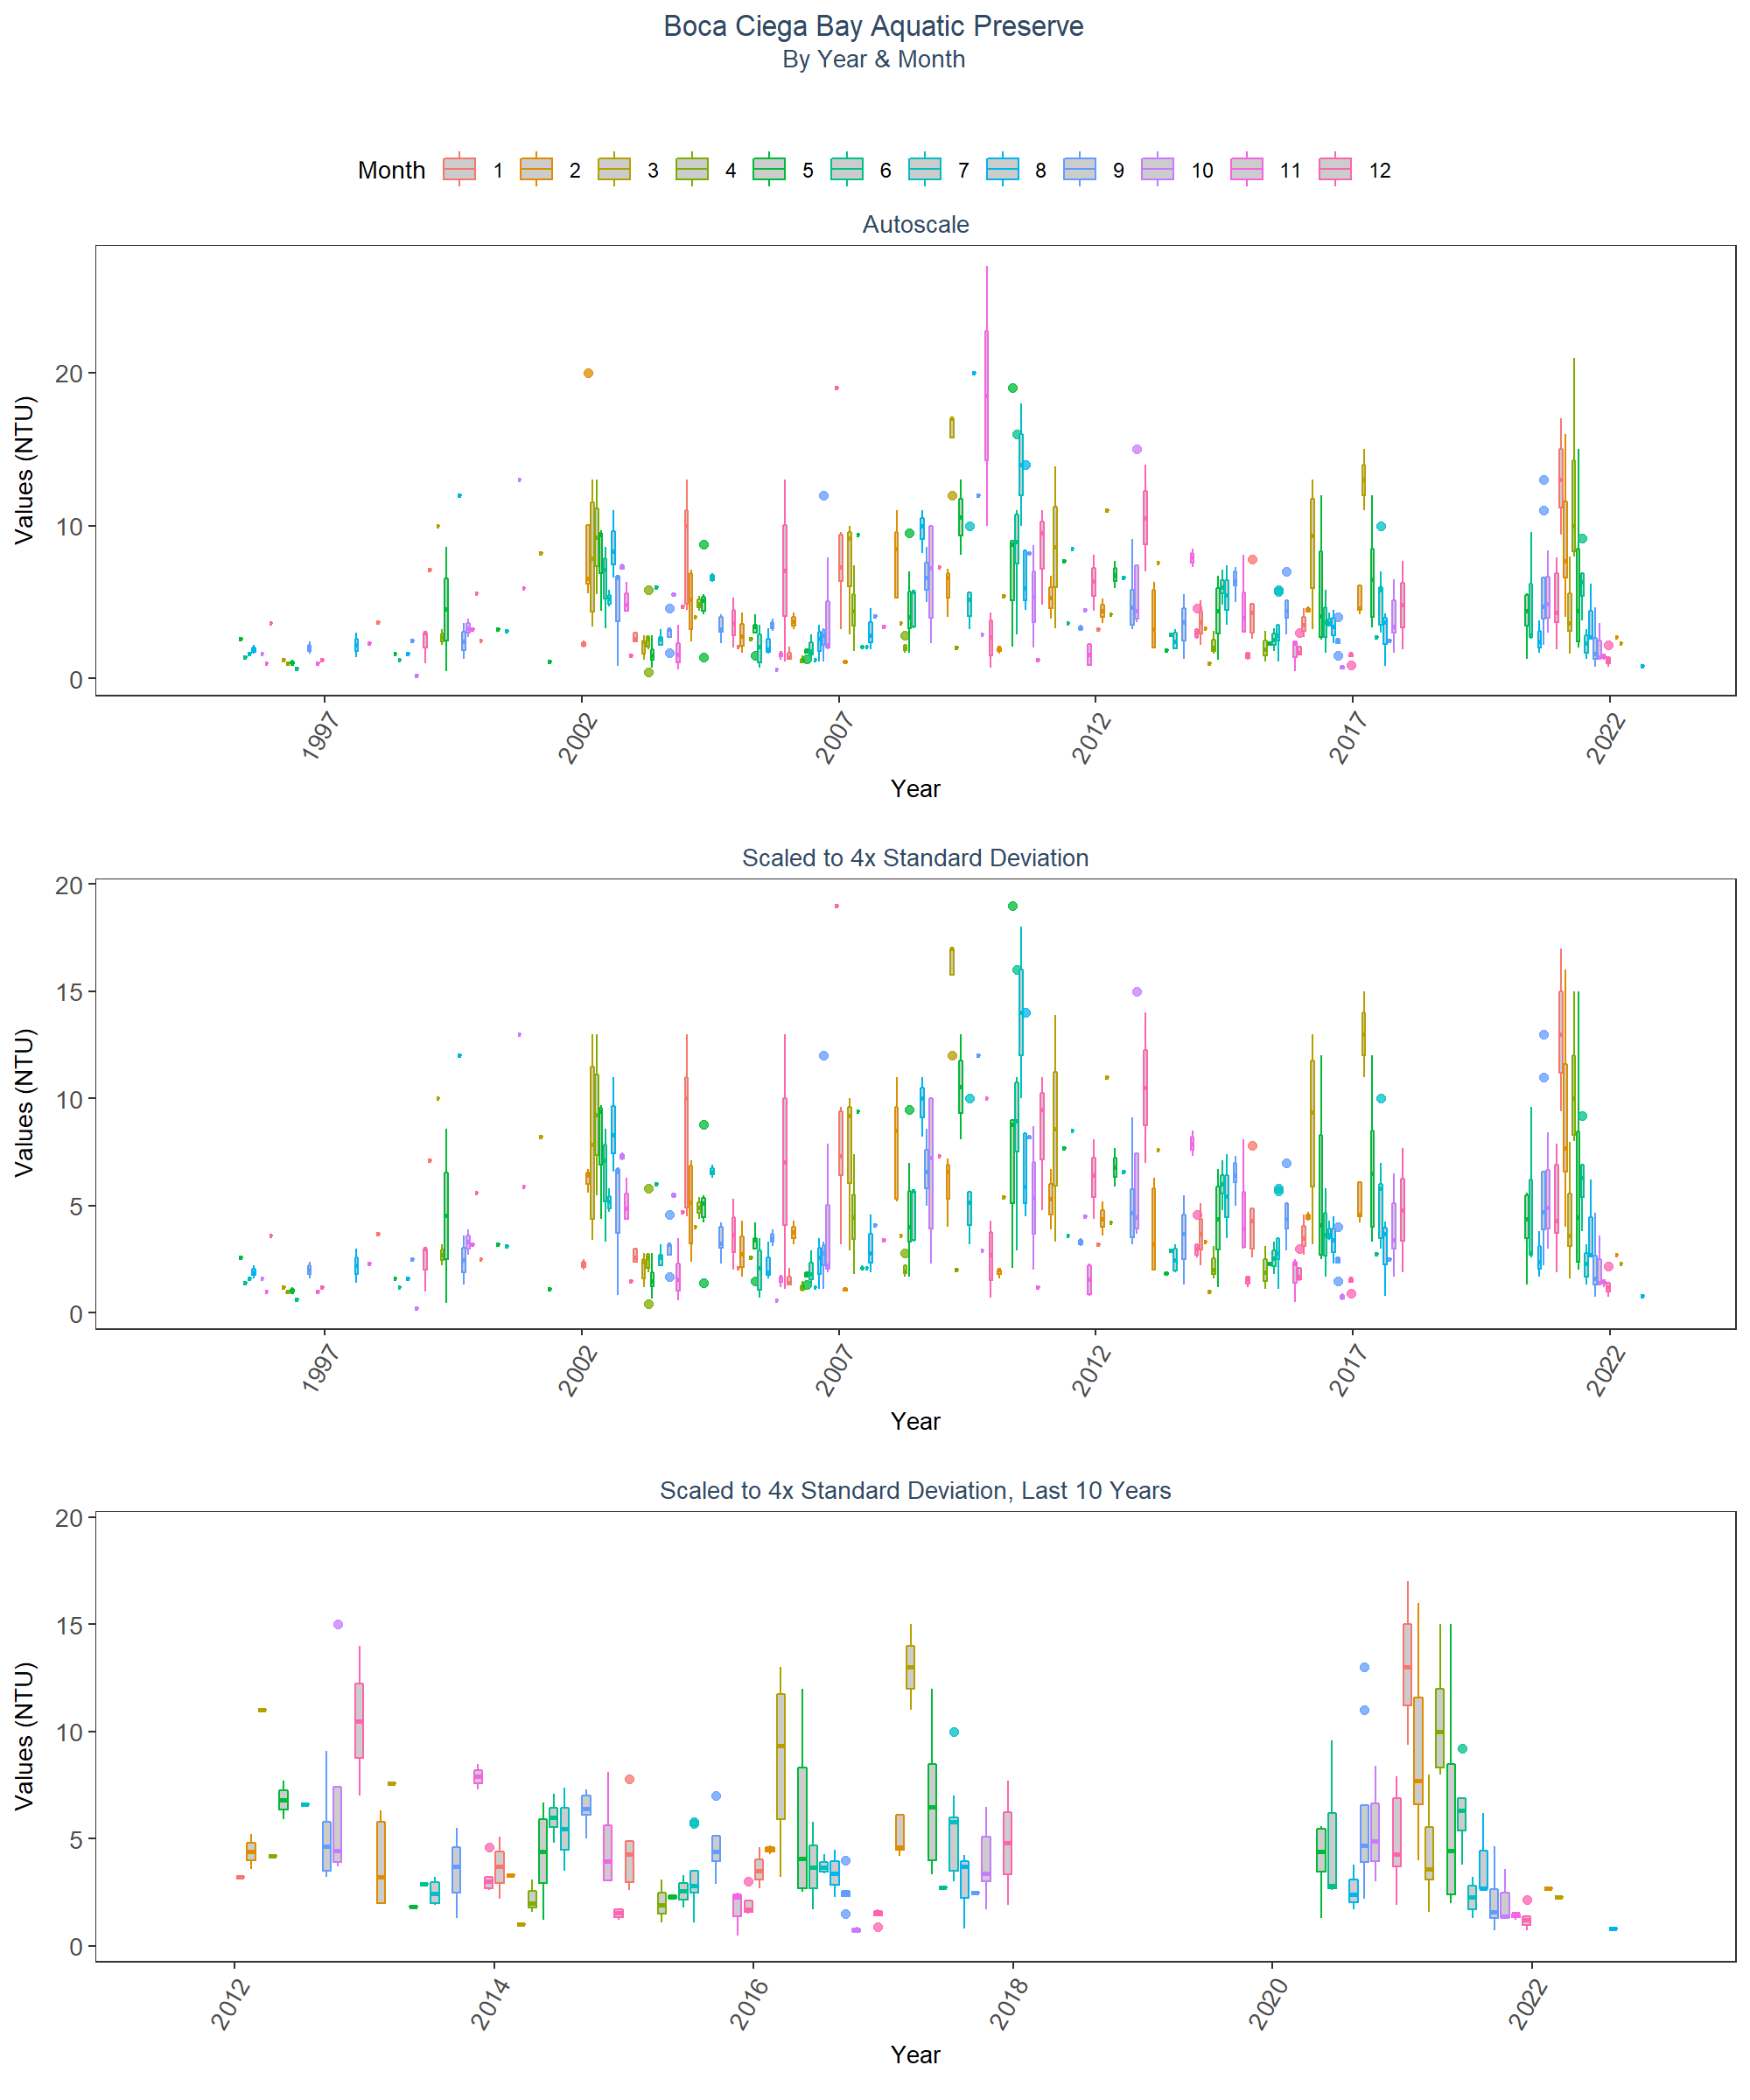 Boca Ciega Bay Aquatic Preserve
By Year & Month
Month 1 2 3 4 5 6 7 8 9 10 11 12
Autoscale
Values (NTU)
20
10
0
1997 2002 2007 2012 2017 2022
Year
Scaled to 4x Standard Deviation
Values (NTU)
20
15
10
5
0
1997 2002 2007 2012 2017 2022
Year
Scaled to 4x Standard Deviation, Last 10 Years
Values (NTU)
20
15
10
5
0
2012 2014 2016 2018 2020 2022
Year